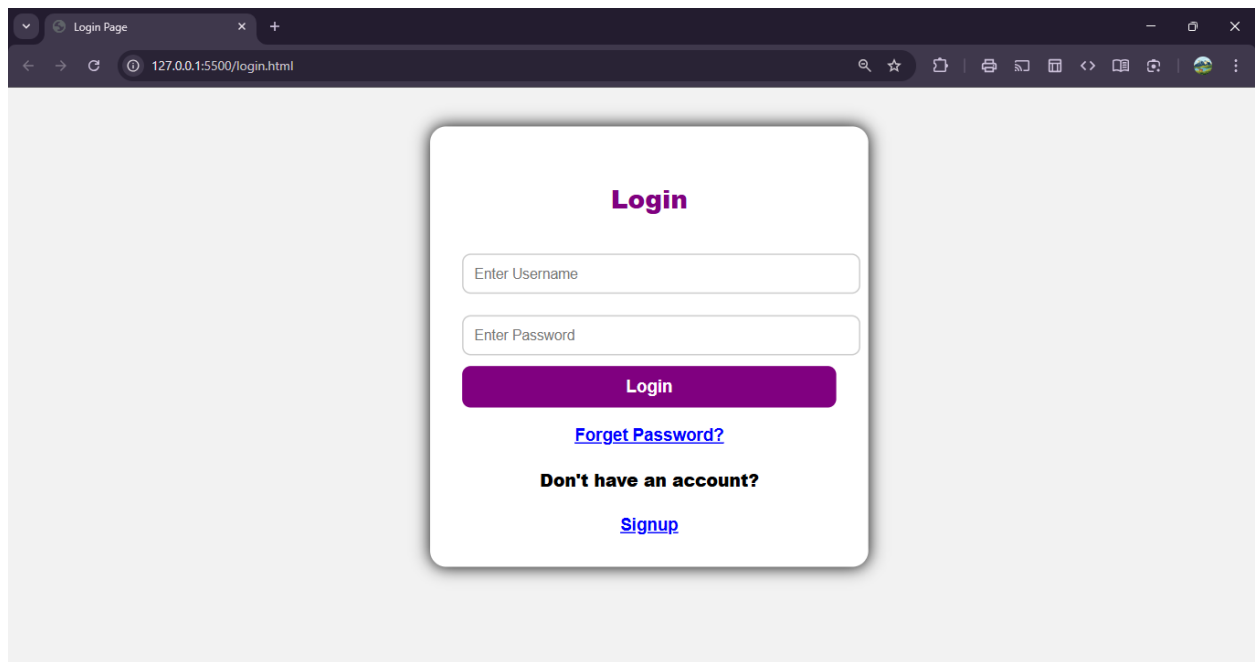 Login Page
127.0.0.1:5500/login.html
Login
Enter Username
Enter Password
Login
Forget Password?
Don't have an account?
Signup